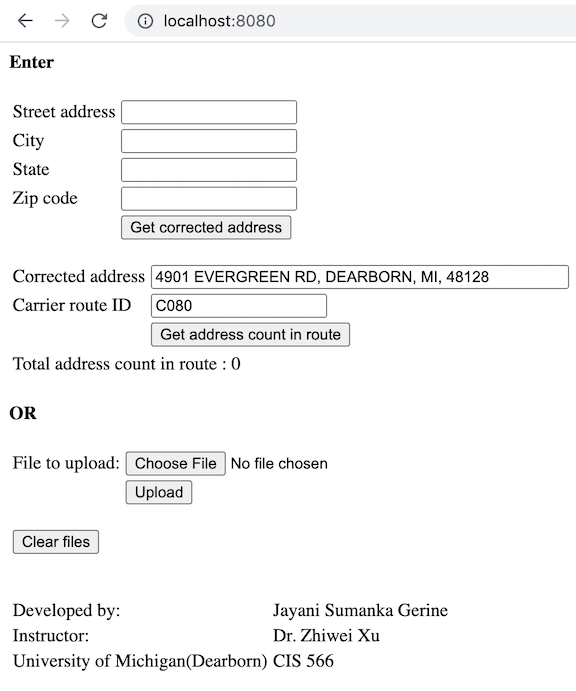 localhost:8080
Enter
Street address
City
State
Zip code
Get corrected address
Corrected address 4901 EVERGREEN RD, DEARBORN, MI, 48128
Carrier route ID C080
Get address count in route
Total address count in route : 0
OR
File to upload: Choose File No file chosen
Upload
Clear files
Developed by: Jayani Sumanka Gerine
Instructor: Dr. Zhiwei Xu
University of Michigan(Dearborn) CIS 566